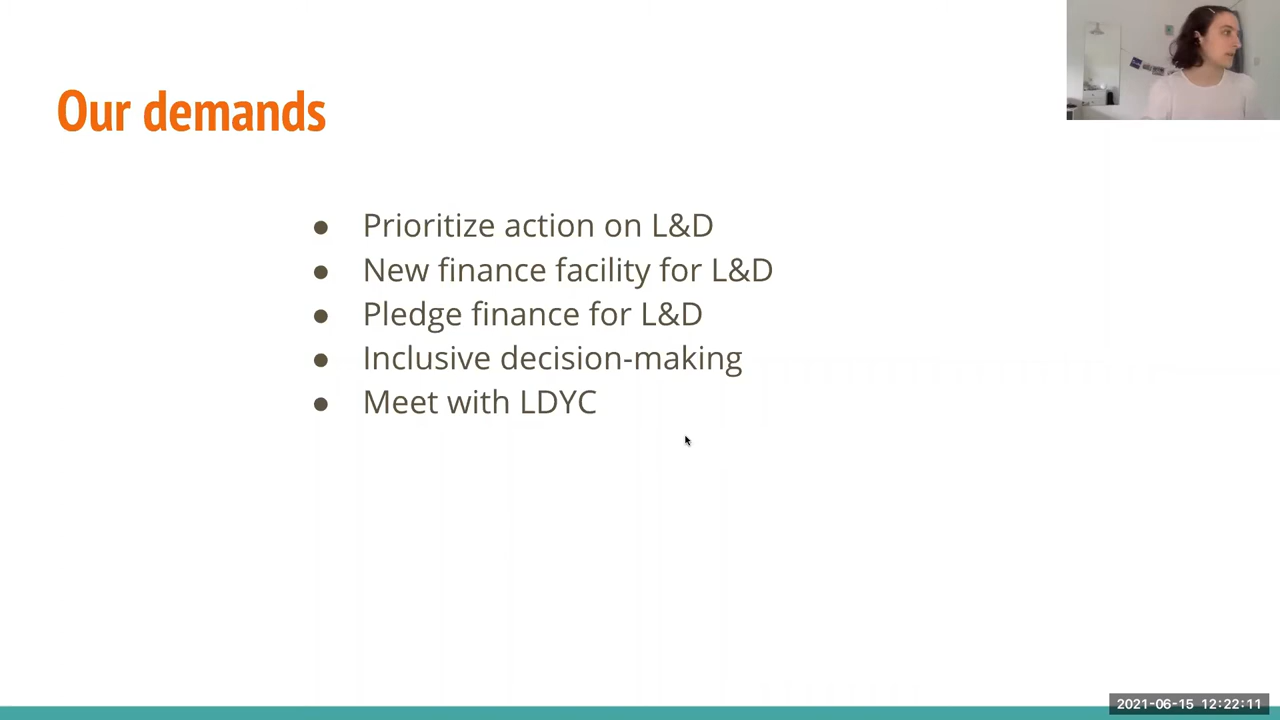 Our demands
● Prioritize action on L&D
● New finance facility for L&D
● Pledge finance for L&D
● Inclusive decision-making
● Meet with LDYC
2021-06-15 12:22:11